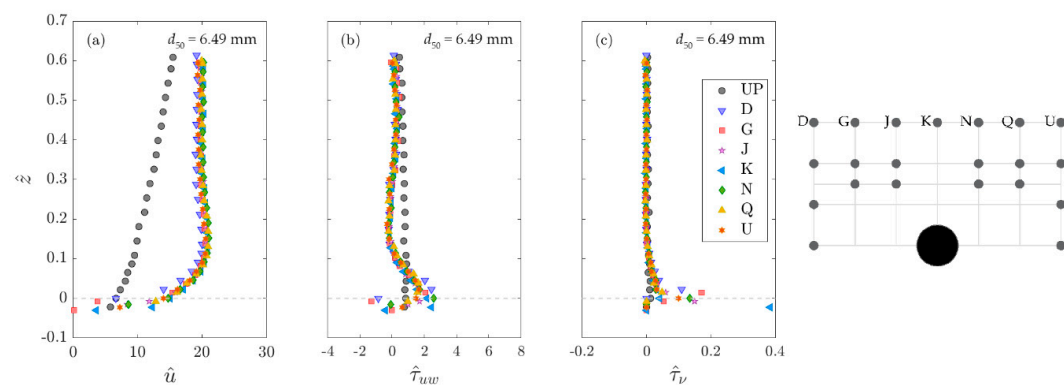 (a) d₅₀ = 6.49 mm
(b) d₅₀ = 6.49 mm
(c) d₅₀ = 6.49 mm
0.7
0.6
0.5
0.4
0.3
0.2
0.1
0
-0.1
ẑ
0 10 20 30
û
-4 -2 0 2 4 6 8
τ̂uw
-0.2 0 0.2 0.4
τ̂ν
UP
D
G
J
K
N
Q
U
D G J K N Q U